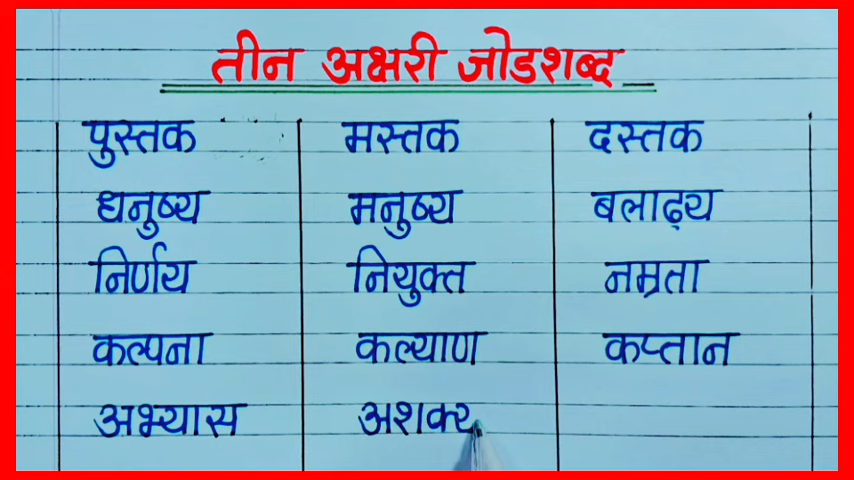 तीन अक्षरी जोडशब्द
पुस्तक मस्तक दस्तक
धनुष्य मनुष्य बलाढ्य
निर्णय नियुक्त नम्रता
कल्पना कल्याण कप्तान
अभ्यास अशक्य